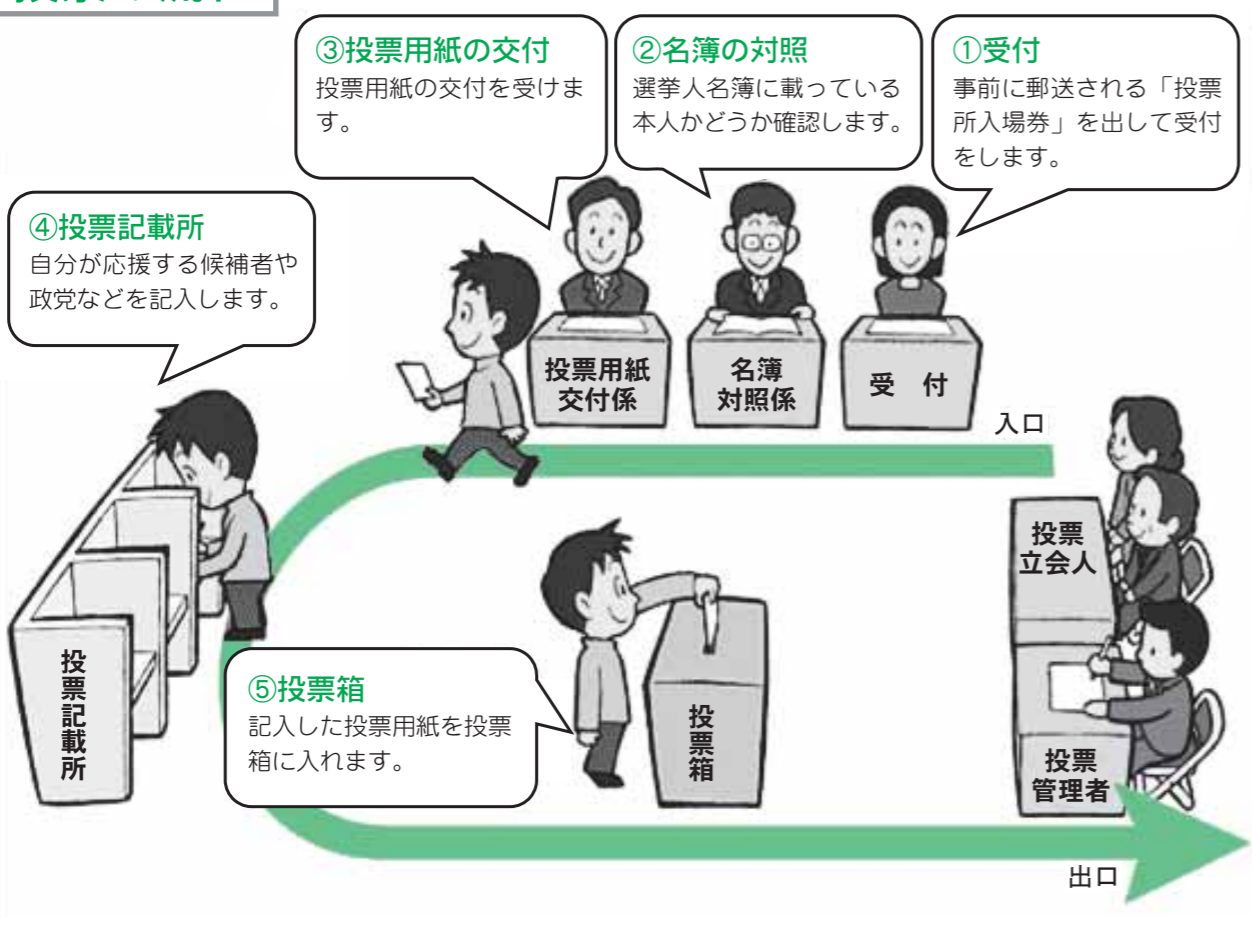 ①受付
事前に郵送される「投票
所入場券」を出して受付
をします。
②名簿の対照
選挙人名簿に載っている
本人かどうか確認します。
③投票用紙の交付
投票用紙の交付を受けま
す。
④投票記載所
自分が応援する候補者や
政党などを記入します。
投票用紙
交付係
名簿
対照係
受 付
入口
投票
立会人
投票記載所
⑤投票箱
記入した投票用紙を投票
箱に入れます。
投票箱
投票
管理者
出口